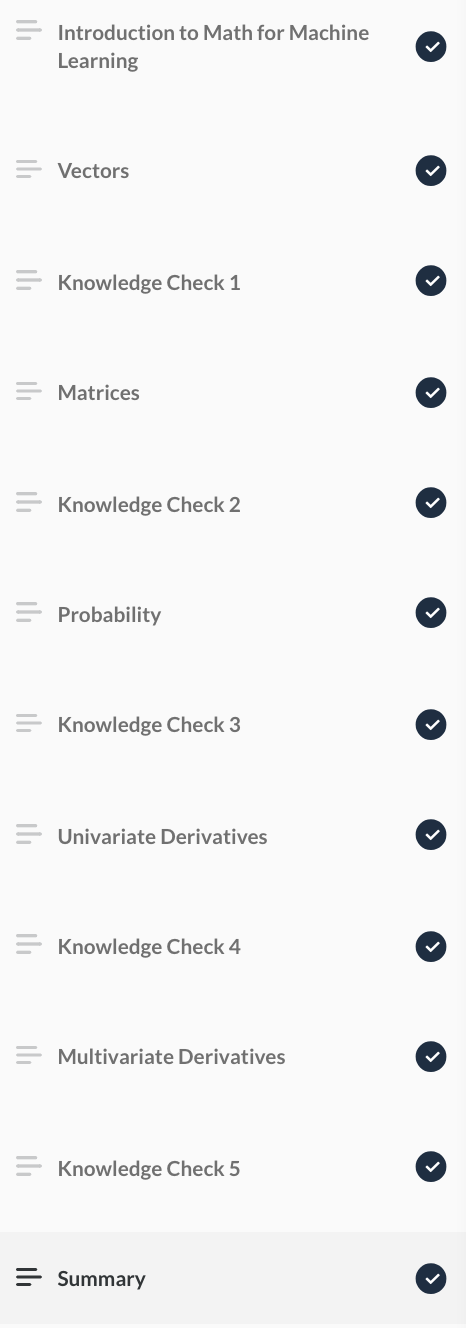 Introduction to Math for Machine
Learning
Vectors
Knowledge Check 1
Matrices
Knowledge Check 2
Probability
Knowledge Check 3
Univariate Derivatives
Knowledge Check 4
Multivariate Derivatives
Knowledge Check 5
Summary